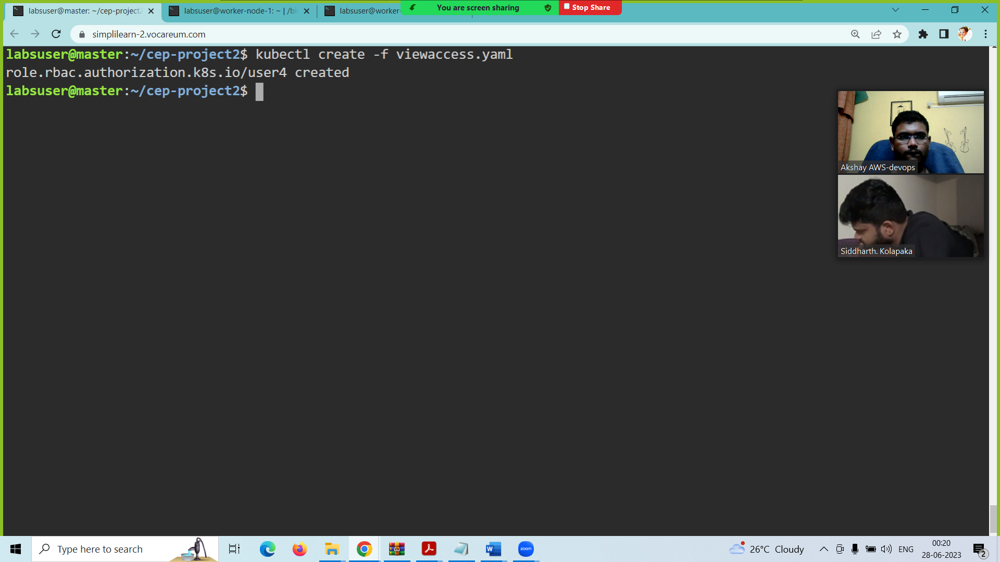 labsuser@master: ~/cep-project2
labsuser@worker-node-1: ~ | /bi
labsuser@worker-
You are screen sharing
Stop Share
simplilearn-2.vocareum.com
labsuser@master:~/cep-project2$ kubectl create -f viewaccess.yaml
role.rbac.authorization.k8s.io/user4 created
labsuser@master:~/cep-project2$
Akshay AWS-devops
Siddharth. Kolapaka
Type here to search
zoom
26°C Cloudy
ENG
00:20
28-06-2023
2